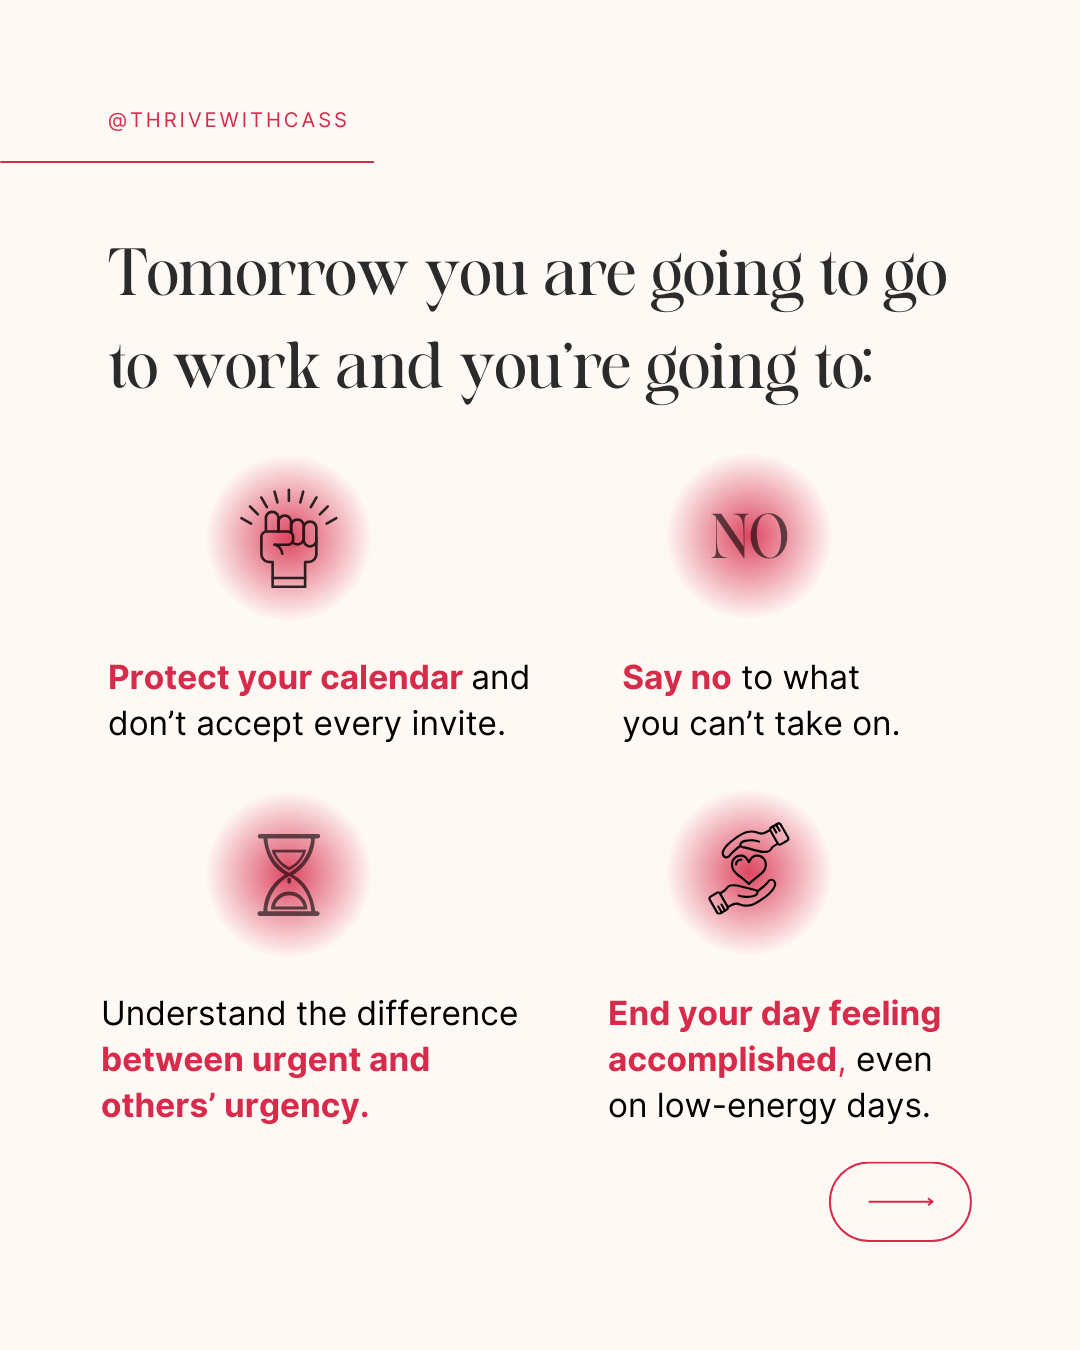 @THRIVEWITHCASS
Tomorrow you are going to go
to work and you’re going to:
NO
Protect your calendar and
don’t accept every invite.
Say no to what
you can’t take on.
Understand the difference
between urgent and
others’ urgency.
End your day feeling
accomplished, even
on low-energy days.